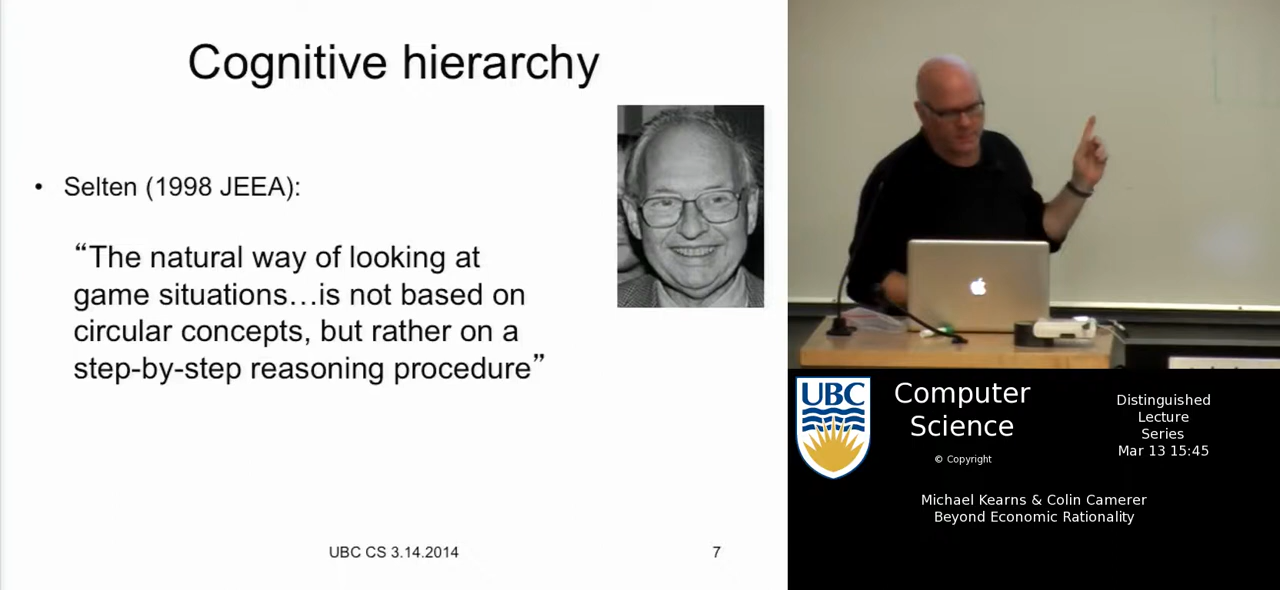 Cognitive hierarchy
• Selten (1998 JEEA):
“The natural way of looking at
game situations…is not based on
circular concepts, but rather on a
step-by-step reasoning procedure”
UBC CS 3.14.2014
7
UBC
Computer
Science
© Copyright
Distinguished
Lecture
Series
Mar 13 15:45
Michael Kearns & Colin Camerer
Beyond Economic Rationality